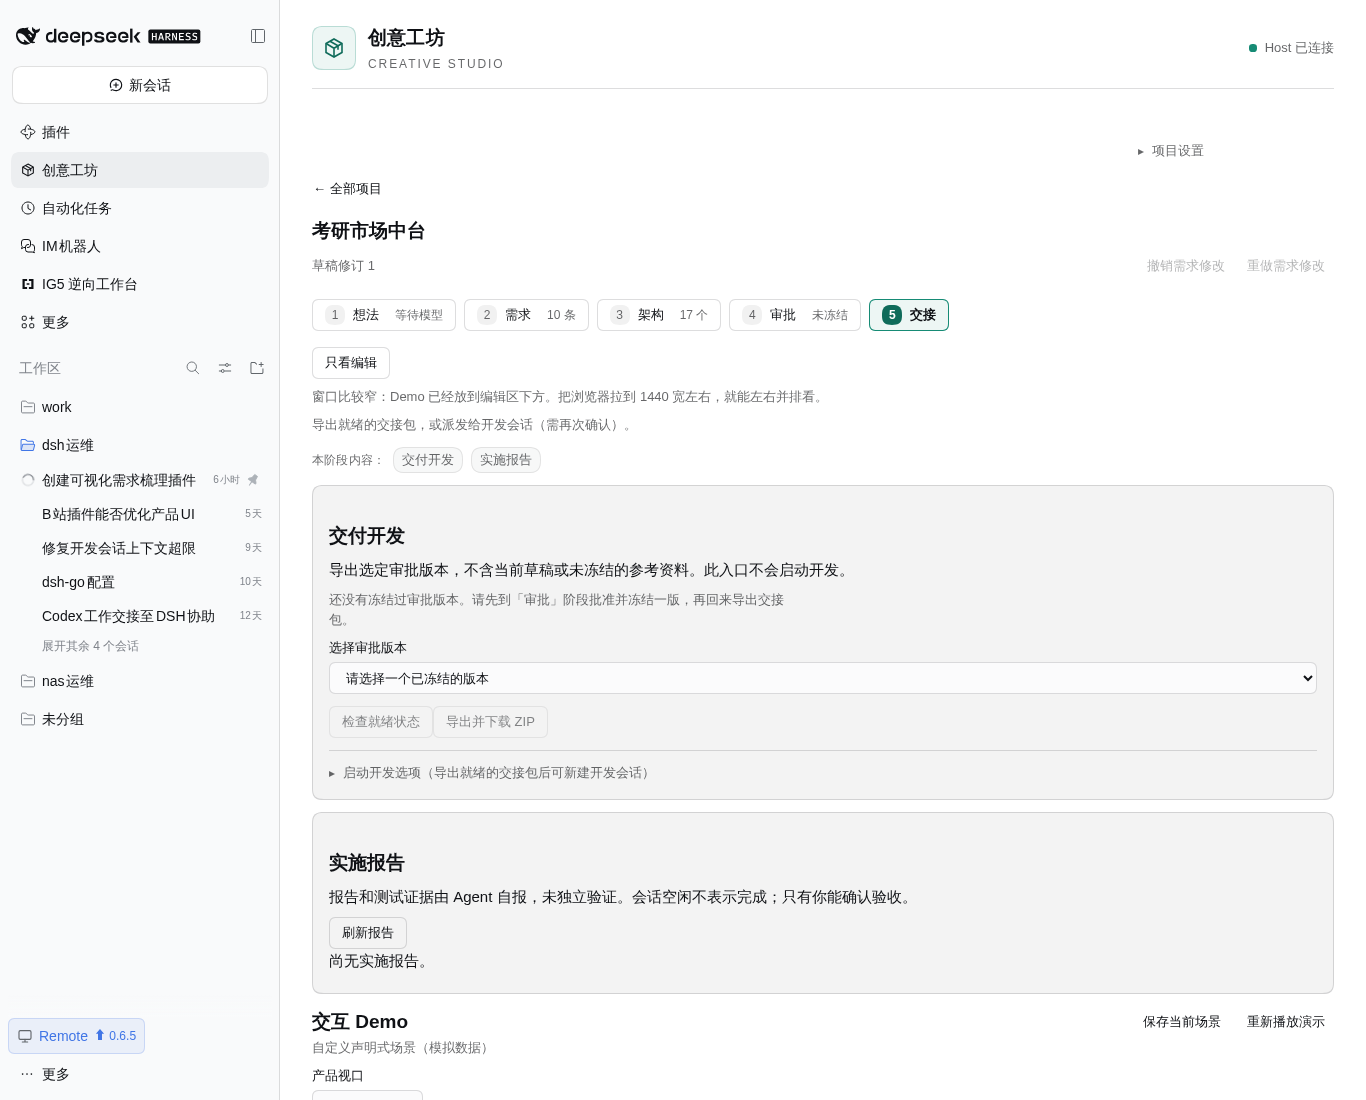 deepseek HARNESS
新会话
插件
创意工坊
自动化任务
IM机器人
IG5 逆向工作台
更多
工作区
work
dsh运维
创建可视化需求梳理插件 6小时
B站插件能否优化产品UI 5天
修复开发会话上下文超限 9天
dsh-go配置 10天
Codex工作交接至DSH协助 12天
展开其余 4 个会话
nas运维
未分组
Remote 0.6.5
更多
创意工坊
CREATIVE STUDIO
Host 已连接
▸ 项目设置
← 全部项目
考研市场中台
草稿修订 1
撤销需求修改 重做需求修改
1 想法 等待模型 2 需求 10 条 3 架构 17 个 4 审批 未冻结 5 交接
只看编辑
窗口比较窄：Demo 已经放到编辑区下方。把浏览器拉到 1440 宽左右，就能左右并排看。
导出就绪的交接包，或派发给开发会话（需再次确认）。
本阶段内容： 交付开发 实施报告
交付开发
导出选定审批版本，不含当前草稿或未冻结的参考资料。此入口不会启动开发。
还没有冻结过审批版本。请先到「审批」阶段批准并冻结一版，再回来导出交接
包。
选择审批版本
请选择一个已冻结的版本
检查就绪状态 导出并下载 ZIP
▸ 启动开发选项（导出就绪的交接包后可新建开发会话）
实施报告
报告和测试证据由 Agent 自报，未独立验证。会话空闲不表示完成；只有你能确认验收。
刷新报告
尚无实施报告。
交互 Demo
保存当前场景 重新播放演示
自定义声明式场景（模拟数据）
产品视口